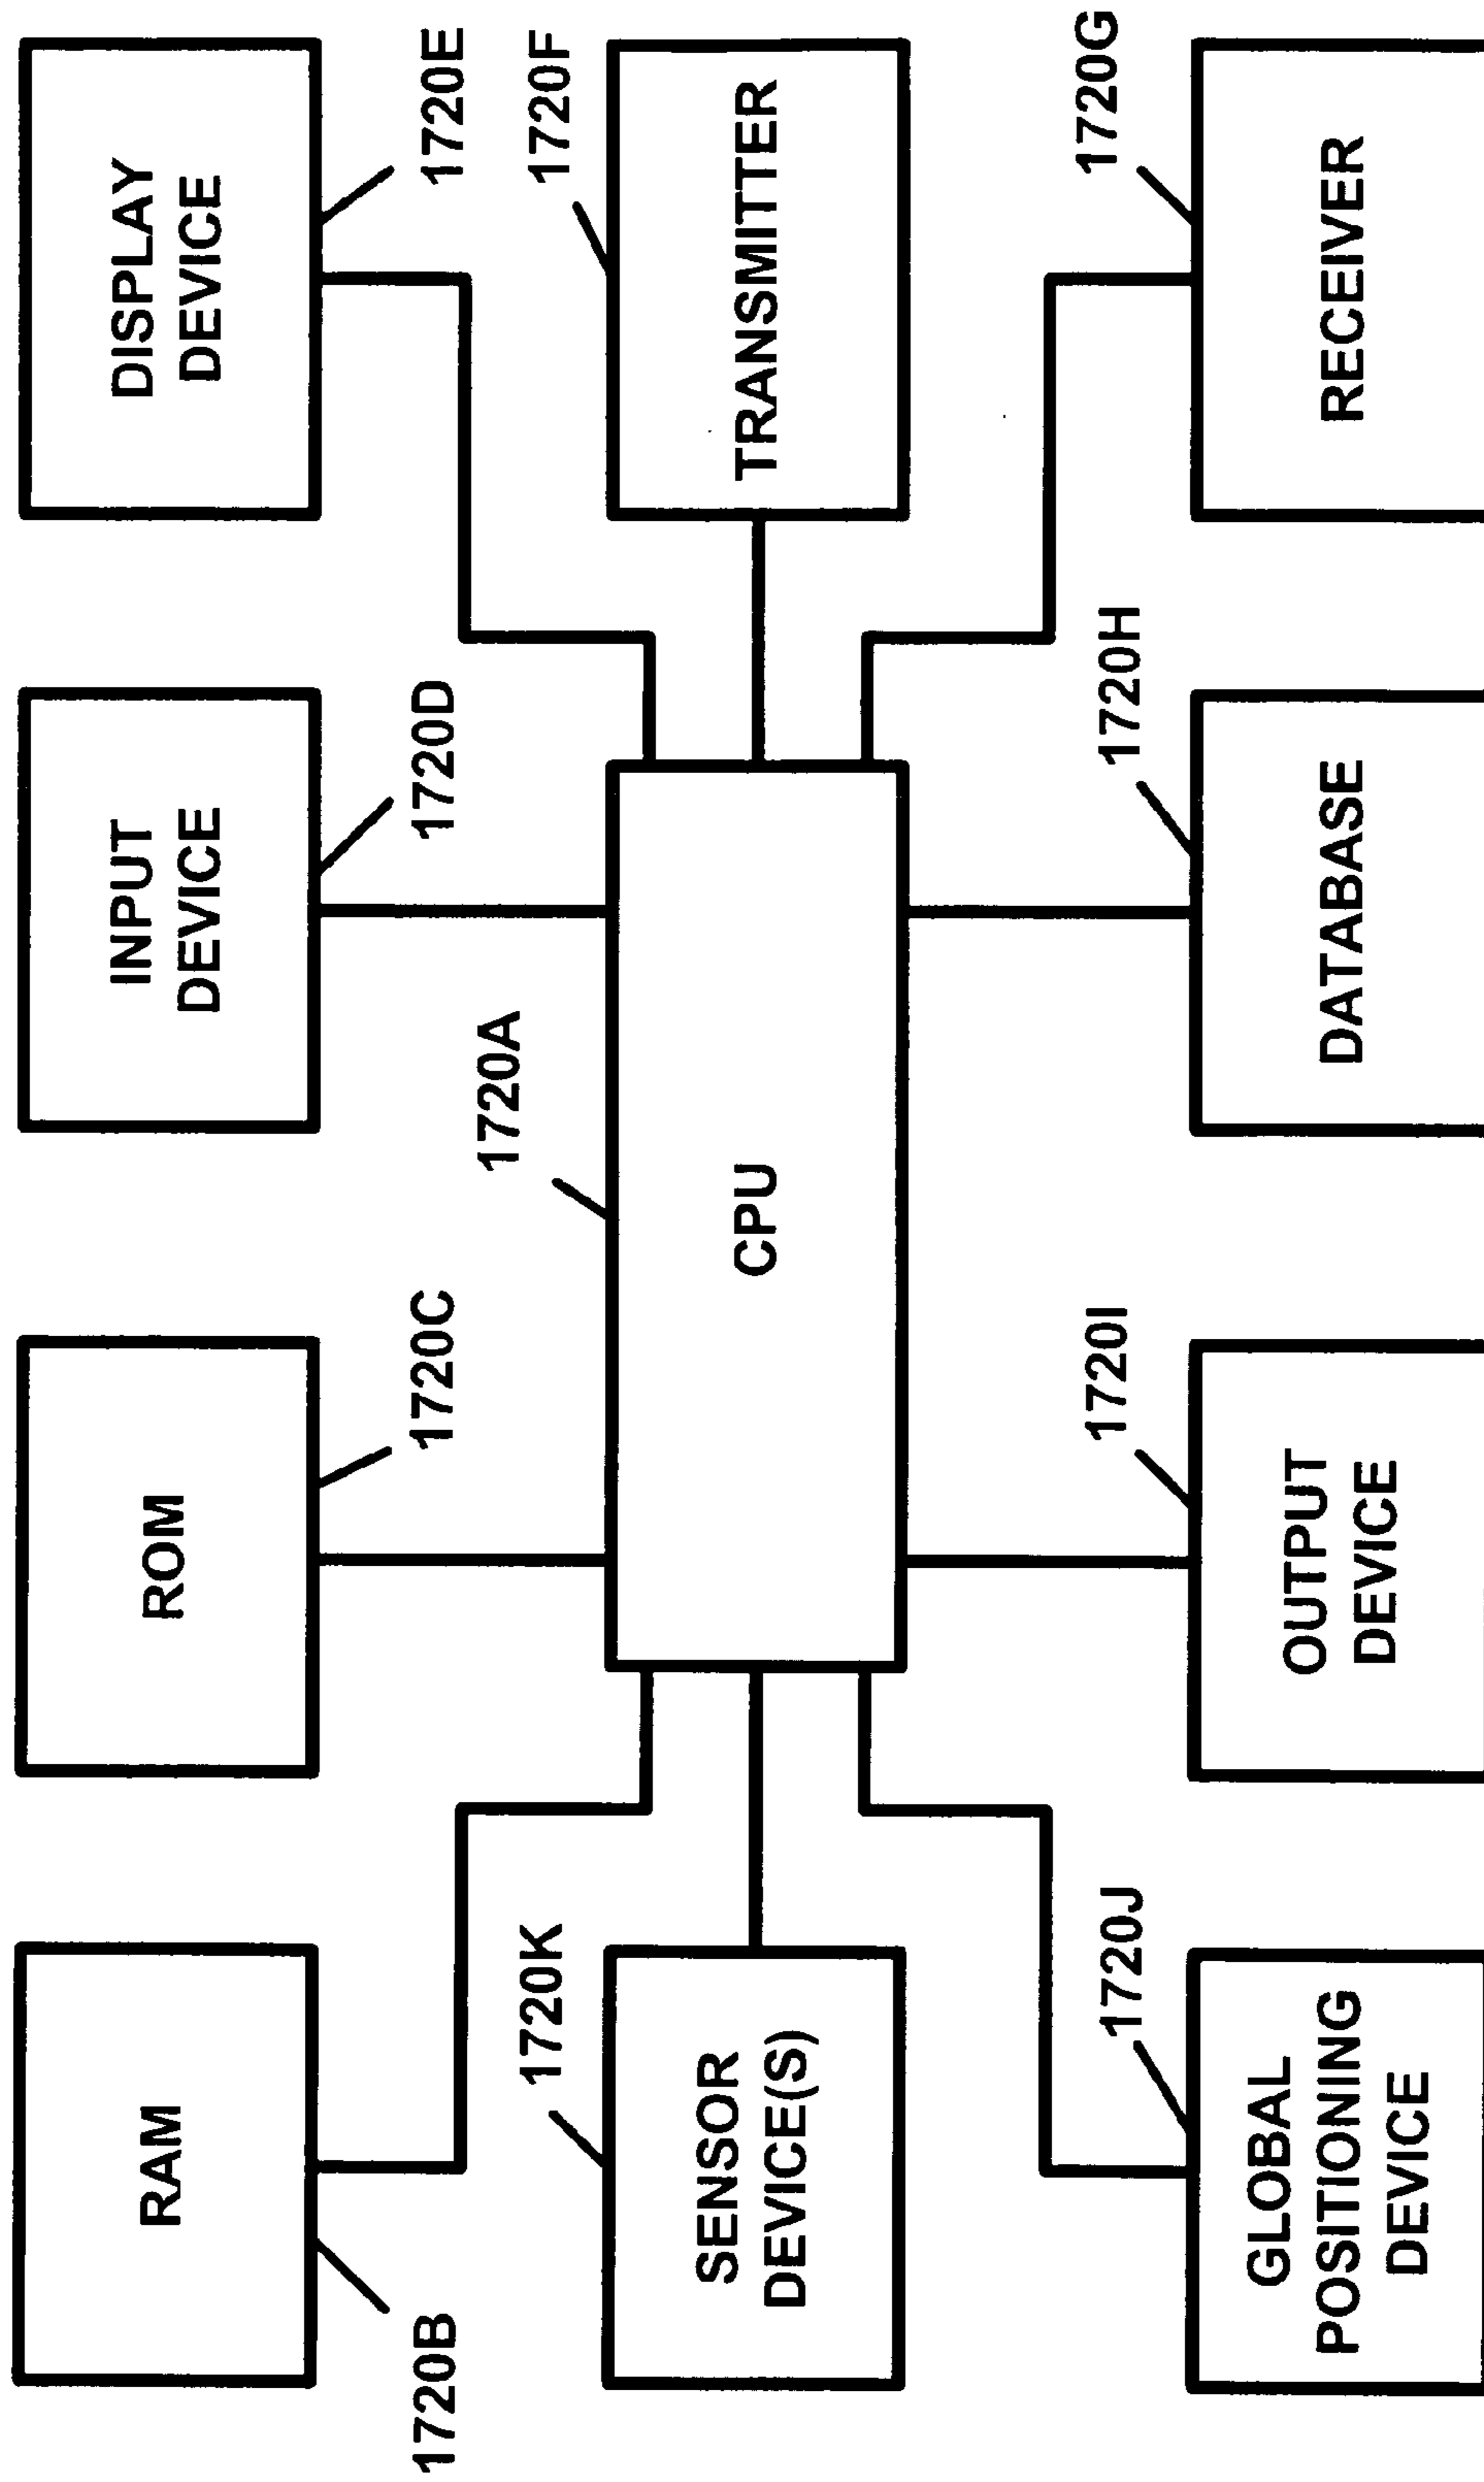 RAM
1720B
ROM
1720C
INPUT
DEVICE
1720D
DISPLAY
DEVICE
1720E
SENSOR
DEVICE(S)
1720K
CPU
1720A
TRANSMITTER
1720F
GLOBAL
POSITIONING
DEVICE
1720J
OUTPUT
DEVICE
1720I
DATABASE
1720H
RECEIVER
1720G